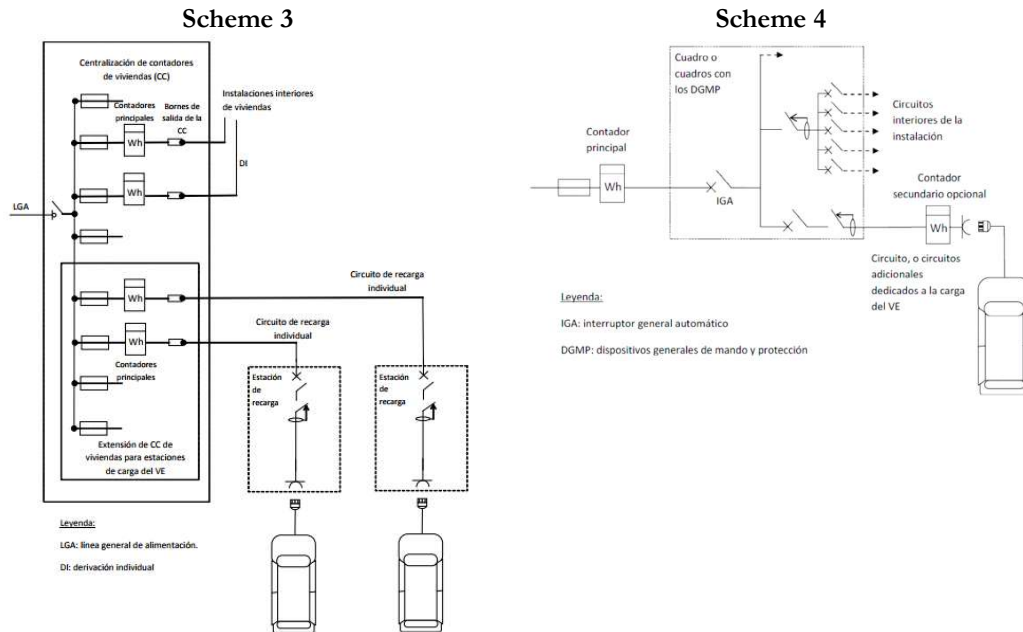 Scheme 3
Centralización de contadores
de viviendas (CC)
Contadores
principales
Bornes de
salida de la
CC
Instalaciones interiores
de viviendas
Wh
DI
Wh
LGA
Circuito de recarga
individual
Wh
Circuito de recarga
individual
Wh
Contadores
principales
Estación
de
recarga
Estación
de
recarga
Extensión de CC de
viviendas para estaciones
de carga del VE
Leyenda:
LGA: línea general de alimentación.
DI: derivación individual
Scheme 4
Cuadro o
cuadros con
los DGMP
Contador
principal
Wh
IGA
Circuitos
interiores de la
instalación
Contador
secundario opcional
Wh
Circuito, o circuitos
adicionales
dedicados a la carga
del VE
Leyenda:
IGA: interruptor general automático
DGMP: dispositivos generales de mando y protección